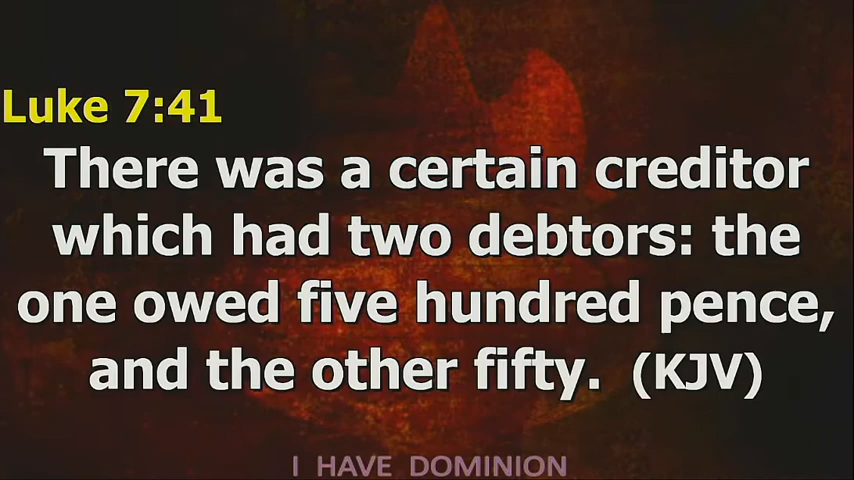 Luke 7:41
There was a certain creditor
which had two debtors: the
one owed five hundred pence,
and the other fifty. (KJV)
I HAVE DOMINION